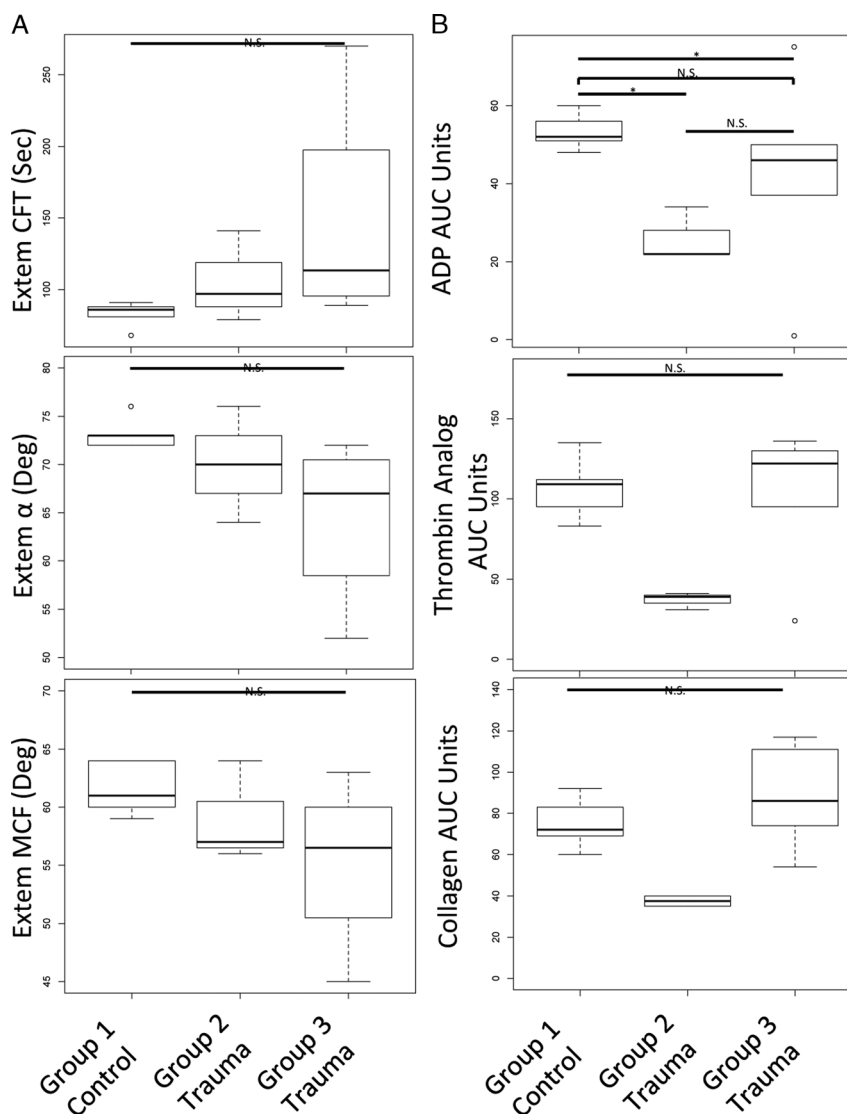 A
Extem CFT (Sec)
250
200
150
100
N.S.
Extem α (Deg)
80
75
70
65
60
55
50
N.S.
Extem MCF (Deg)
70
65
60
55
50
45
N.S.
Group 1
Control
Group 2
Trauma
Group 3
Trauma
B
ADP AUC Units
60
40
20
0
*
N.S.
*
N.S.
Thrombin Analog
AUC Units
150
100
50
0
N.S.
Collagen AUC Units
140
120
100
80
60
40
20
0
N.S.
Group 1
Control
Group 2
Trauma
Group 3
Trauma